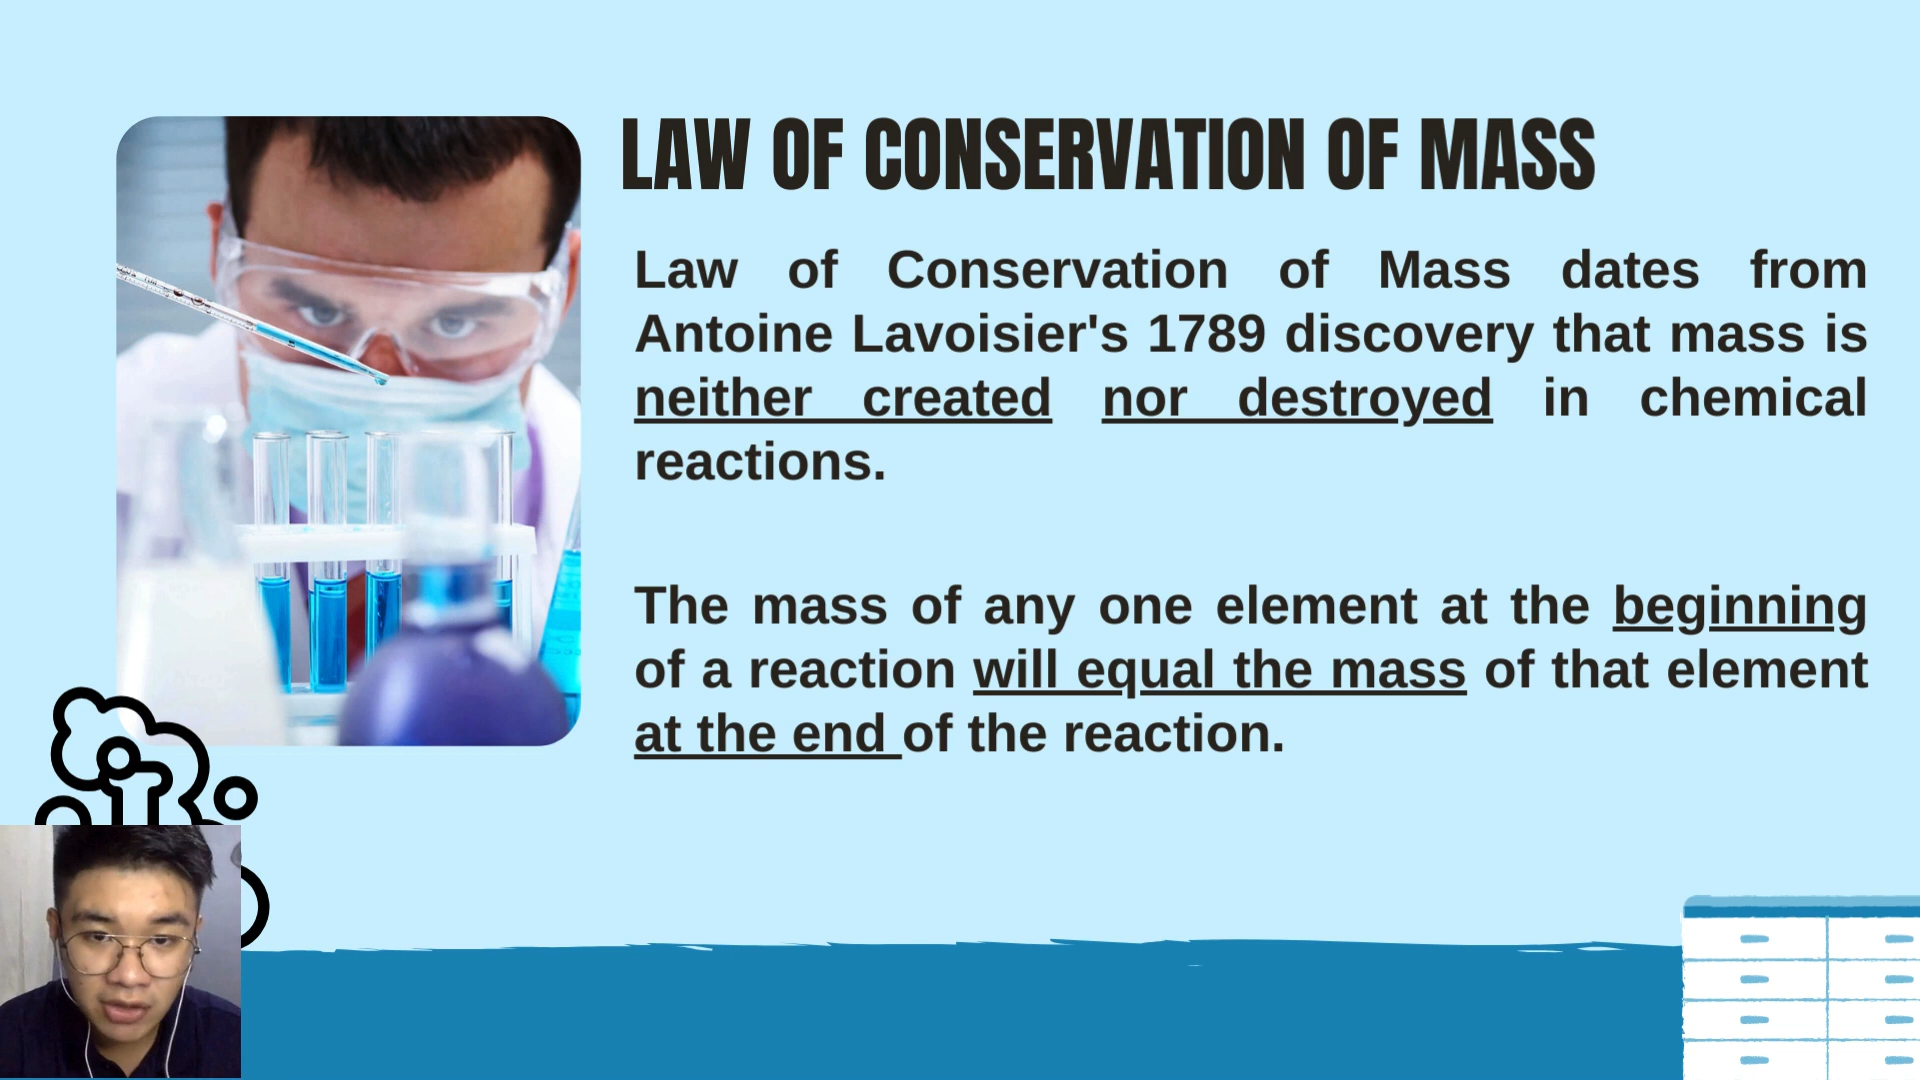 LAW OF CONSERVATION OF MASS
Law of Conservation of Mass dates from
Antoine Lavoisier's 1789 discovery that mass is
neither created nor destroyed in chemical
reactions.
The mass of any one element at the beginning
of a reaction will equal the mass of that element
at the end of the reaction.